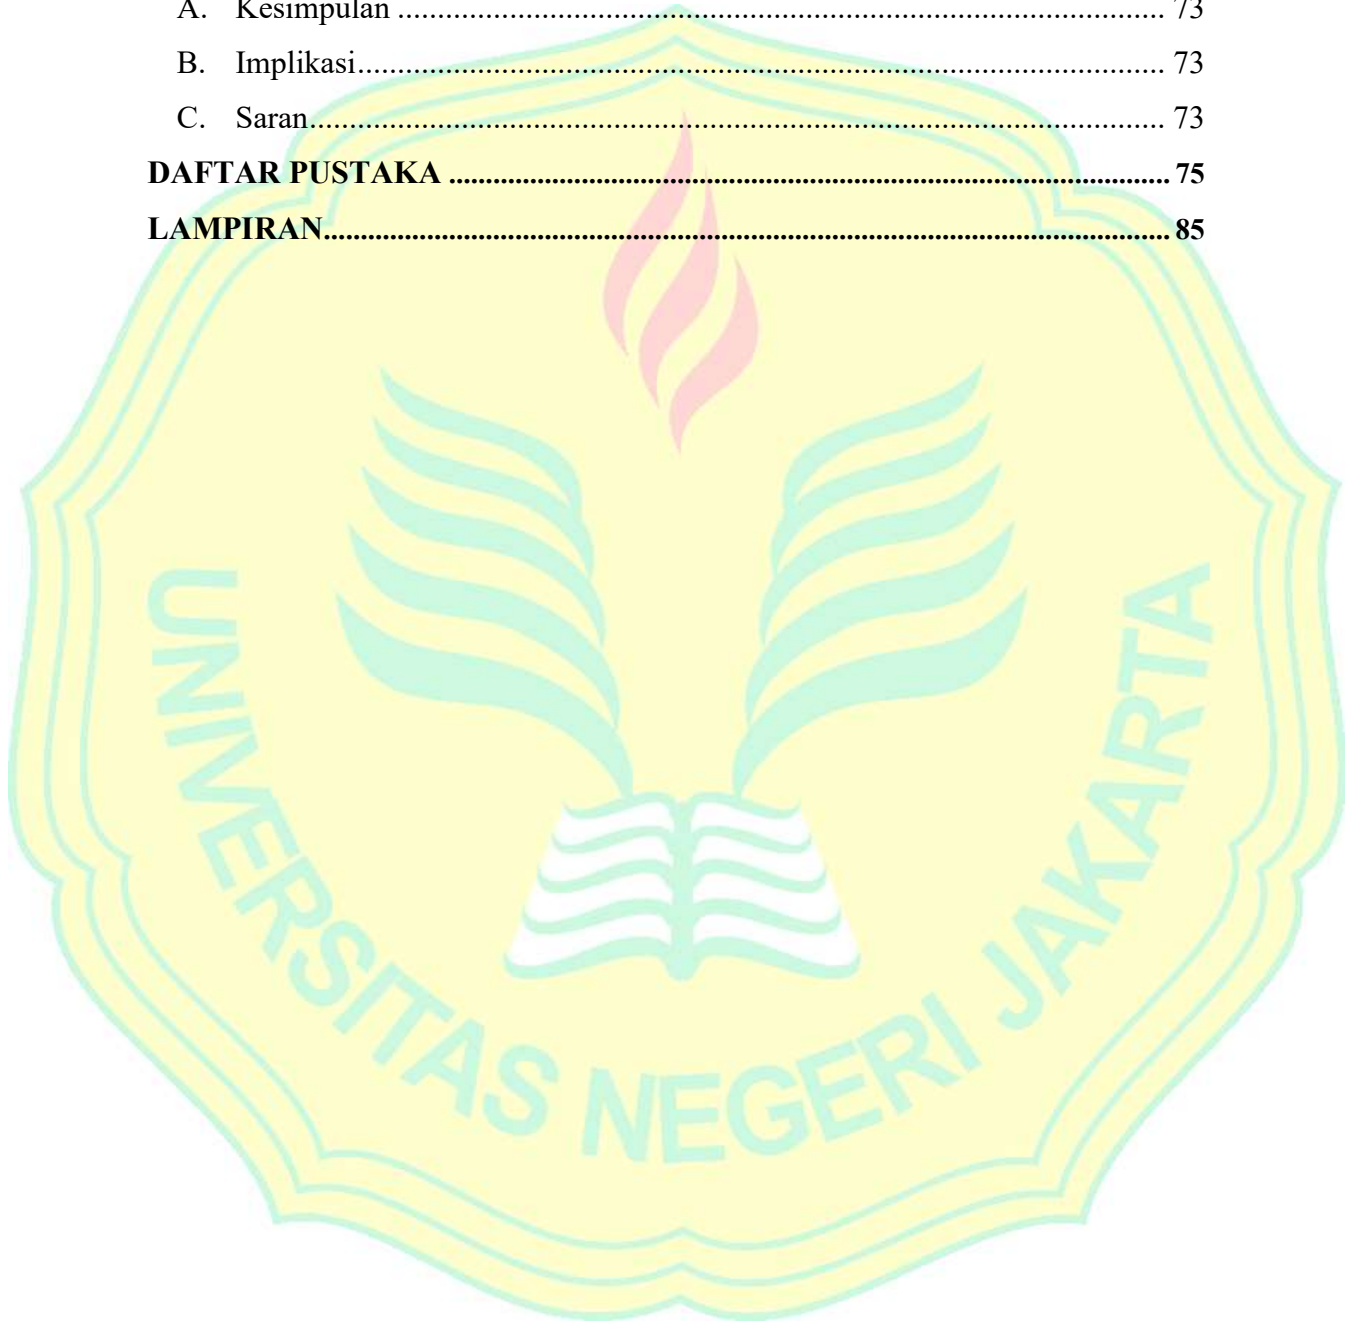 A. Kesimpulan ........................................................................................ 73
B. Implikasi ........................................................................................ 73
C. Saran ........................................................................................ 73
DAFTAR PUSTAKA ........................................................................................ 75
LAMPIRAN ........................................................................................ 85
UNIVERSITAS NEGERI JAKARTA